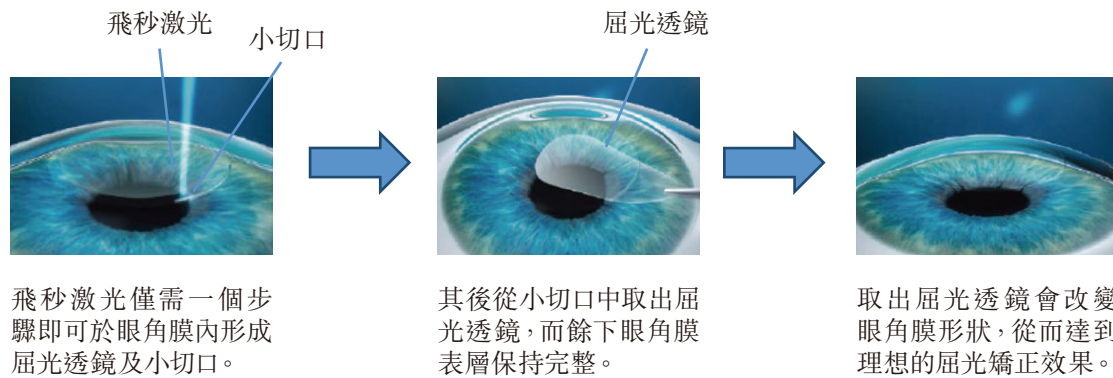 飛秒激光
小切口
屈光透鏡
飛秒激光僅需一個步
驟即可於眼角膜內形成
屈光透鏡及小切口。
其後從小切口中取出屈
光透鏡，而餘下眼角膜
表層保持完整。
取出屈光透鏡會改變
眼角膜形狀，從而達到
理想的屈光矯正效果。